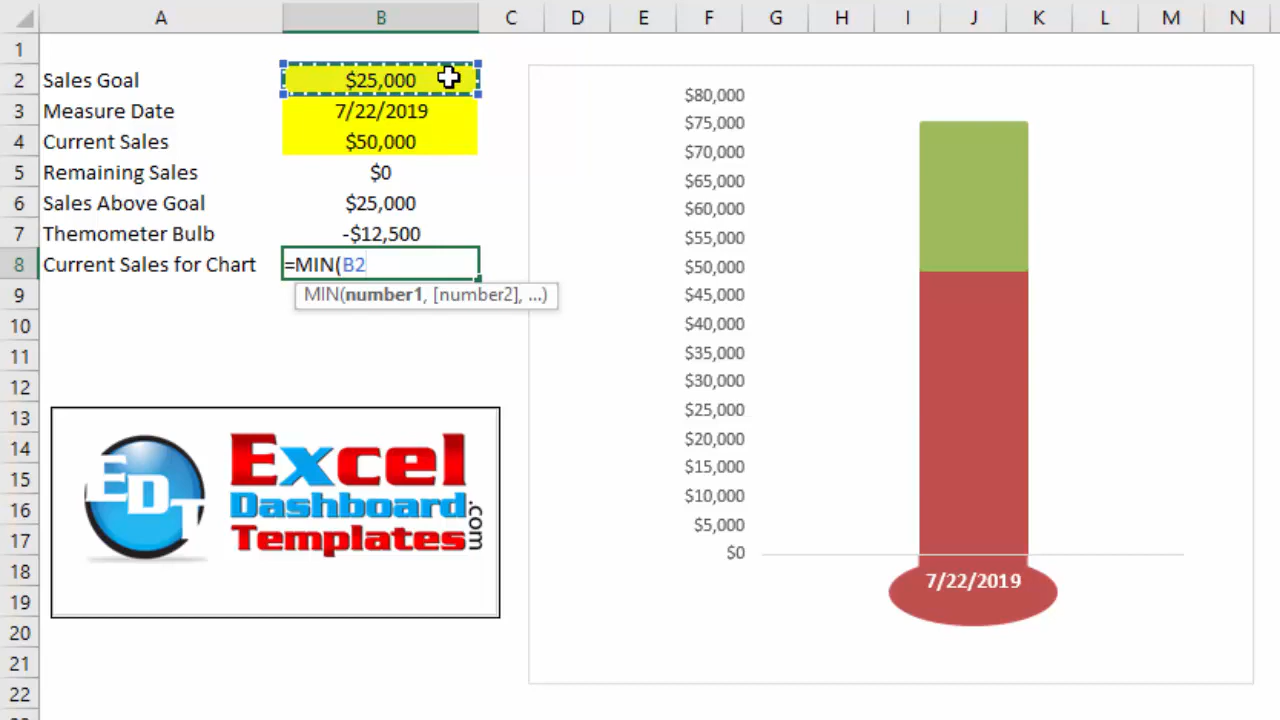 A B C D E F G H I J K L M N
1
2 Sales Goal $25,000
3 Measure Date 7/22/2019
4 Current Sales $50,000
5 Remaining Sales $0
6 Sales Above Goal $25,000
7 Themometer Bulb -$12,500
8 Current Sales for Chart =MIN(B2
MIN(number1, [number2], ...)
9
10
11
12
13
14
15
16
17
18
19
20
21
22
EDT
Excel
Dashboard
Templates
.com
$80,000
$75,000
$70,000
$65,000
$60,000
$55,000
$50,000
$45,000
$40,000
$35,000
$30,000
$25,000
$20,000
$15,000
$10,000
$5,000
$0
7/22/2019